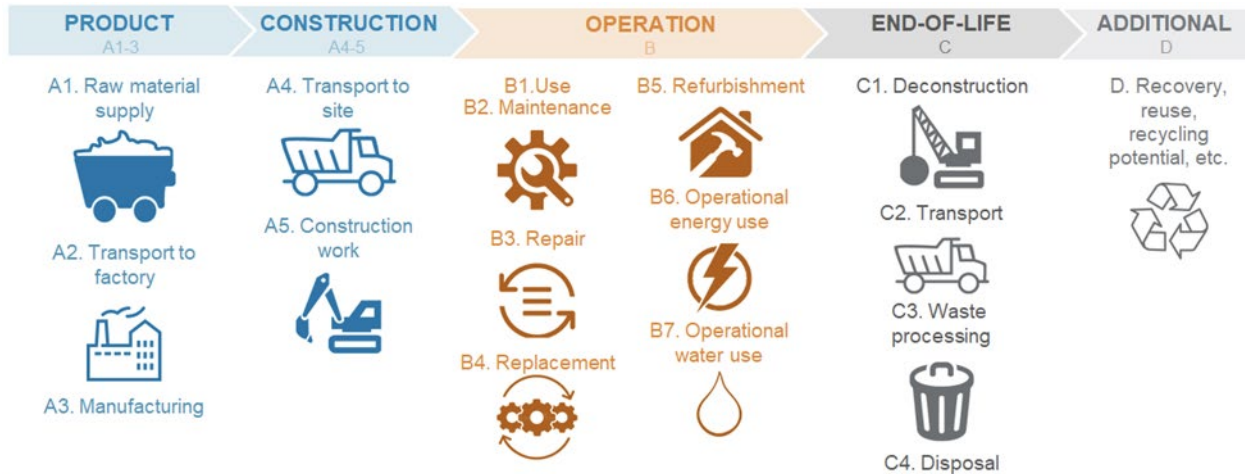 PRODUCT
A1-3
CONSTRUCTION
A4-5
OPERATION
B
END-OF-LIFE
C
ADDITIONAL
D
A1. Raw material
supply
A2. Transport to
factory
A3. Manufacturing
A4. Transport to
site
A5. Construction
work
B1.Use
B2. Maintenance
B3. Repair
B4. Replacement
B5. Refurbishment
B6. Operational
energy use
B7. Operational
water use
C1. Deconstruction
C2. Transport
C3. Waste
processing
C4. Disposal
D. Recovery,
reuse,
recycling
potential, etc.